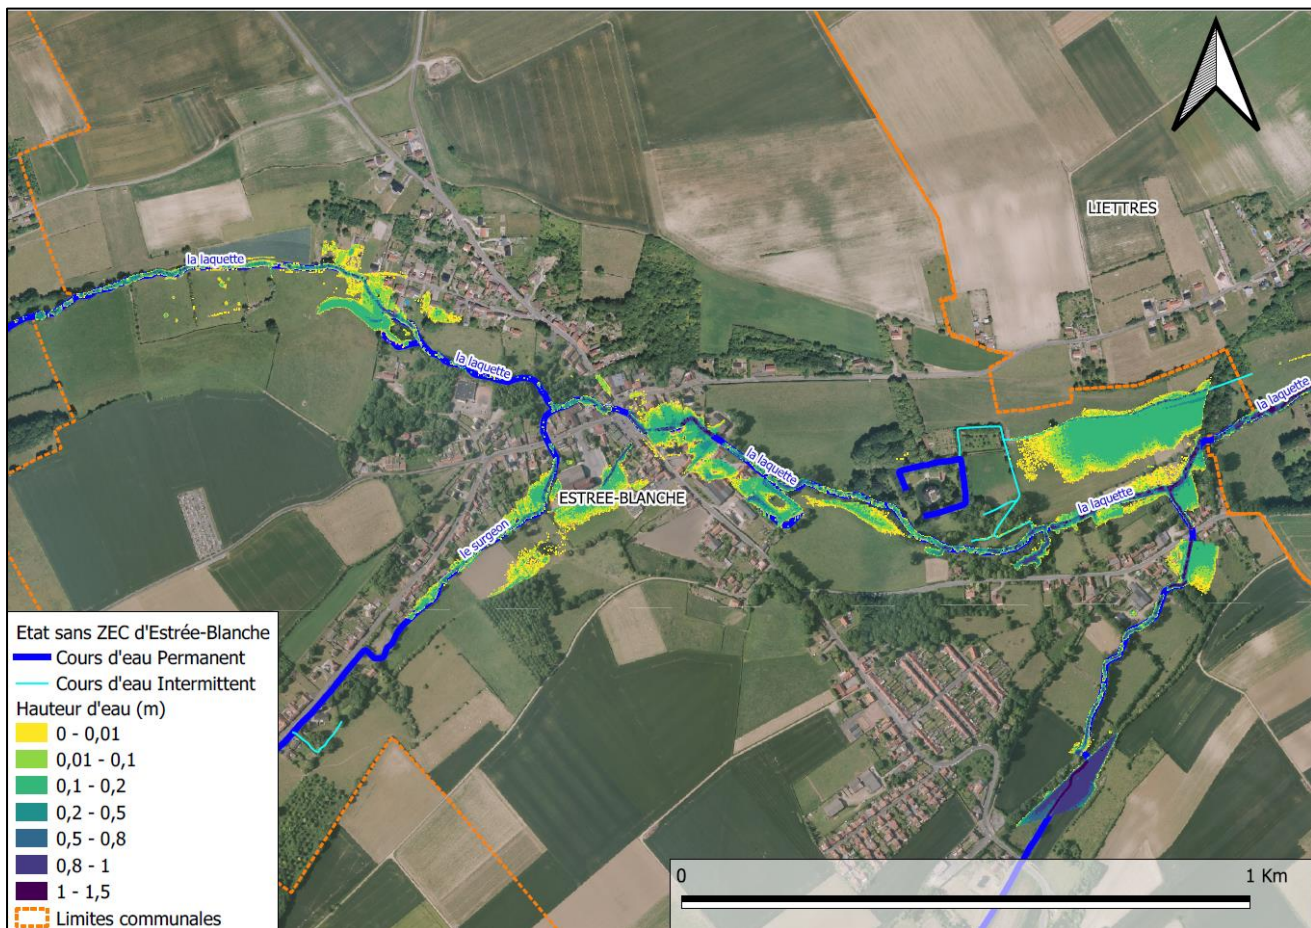 LIETTRES
la laquette
la laquette
la laquette
la laquette
la laquette
ESTREE-BLANCHE
le surgeon
Etat sans ZEC d'Estrée-Blanche
Cours d'eau Permanent
Cours d'eau Intermittent
Hauteur d'eau (m)
0 - 0,01
0,01 - 0,1
0,1 - 0,2
0,2 - 0,5
0,5 - 0,8
0,8 - 1
1 - 1,5
Limites communales
0
1 Km